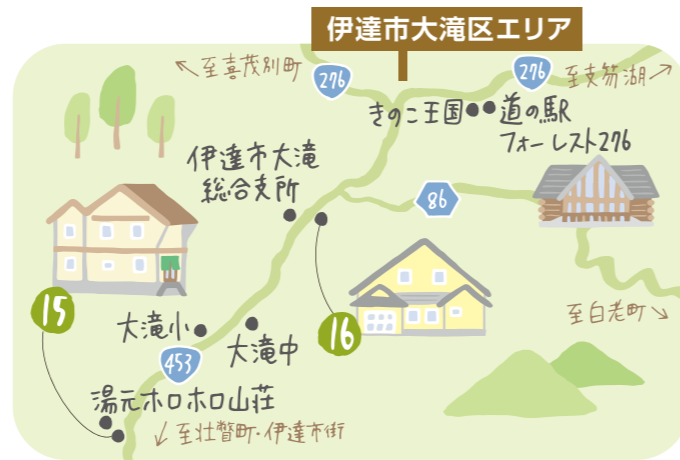 伊達市大滝区エリア
↖至喜茂別町
276
276
至支笏湖↗
きのこ王国
道の駅
フォーレスト276
伊達市大滝
総合支所
86
15
16
至白老町↘
大滝小
大滝中
453
湯元ホロホロ山荘
↙至壮瞥町・伊達市街